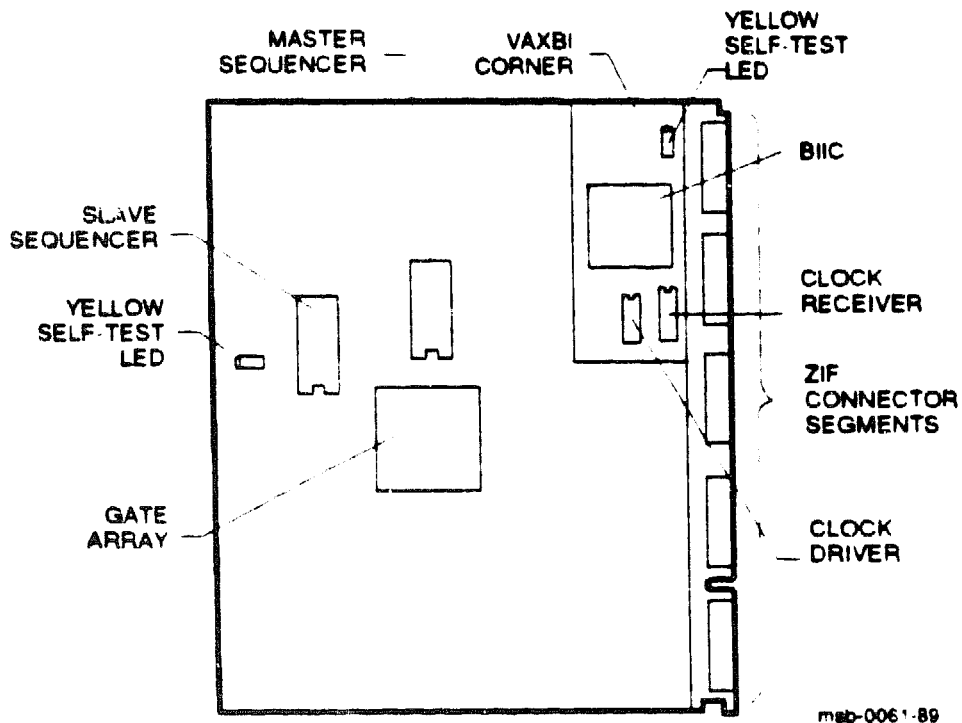 MASTER
SEQUENCER
VAXBI
CORNER
YELLOW
SELF-TEST
LED
BIIC
SLAVE
SEQUENCER
CLOCK
RECEIVER
YELLOW
SELF-TEST
LED
ZIF
CONNECTOR
SEGMENTS
GATE
ARRAY
CLOCK
DRIVER
msb-0061-89